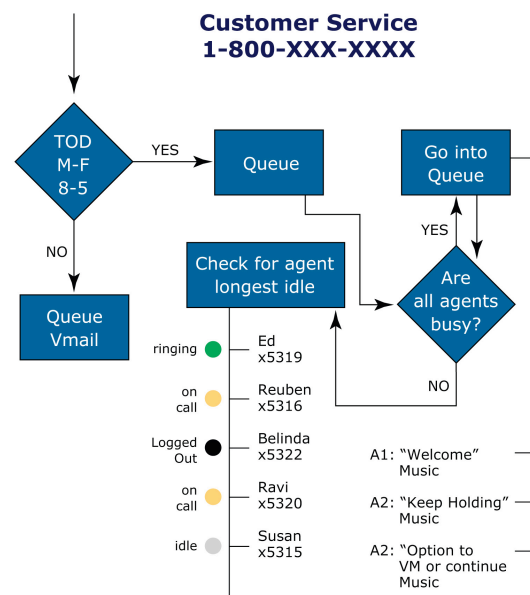 Customer Service
1-800-XXX-XXXX
TOD
M-F
8-5
YES
Queue
Go into
Queue
NO
YES
Queue
Vmail
Check for agent
longest idle
Are
all agents
busy?
NO
ringing
Ed
x5319
on
call
Reuben
x5316
Logged
Out
Belinda
x5322
on
call
Ravi
x5320
idle
Susan
x5315
A1: “Welcome”
Music
A2: “Keep Holding”
Music
A2: “Option to
VM or continue
Music